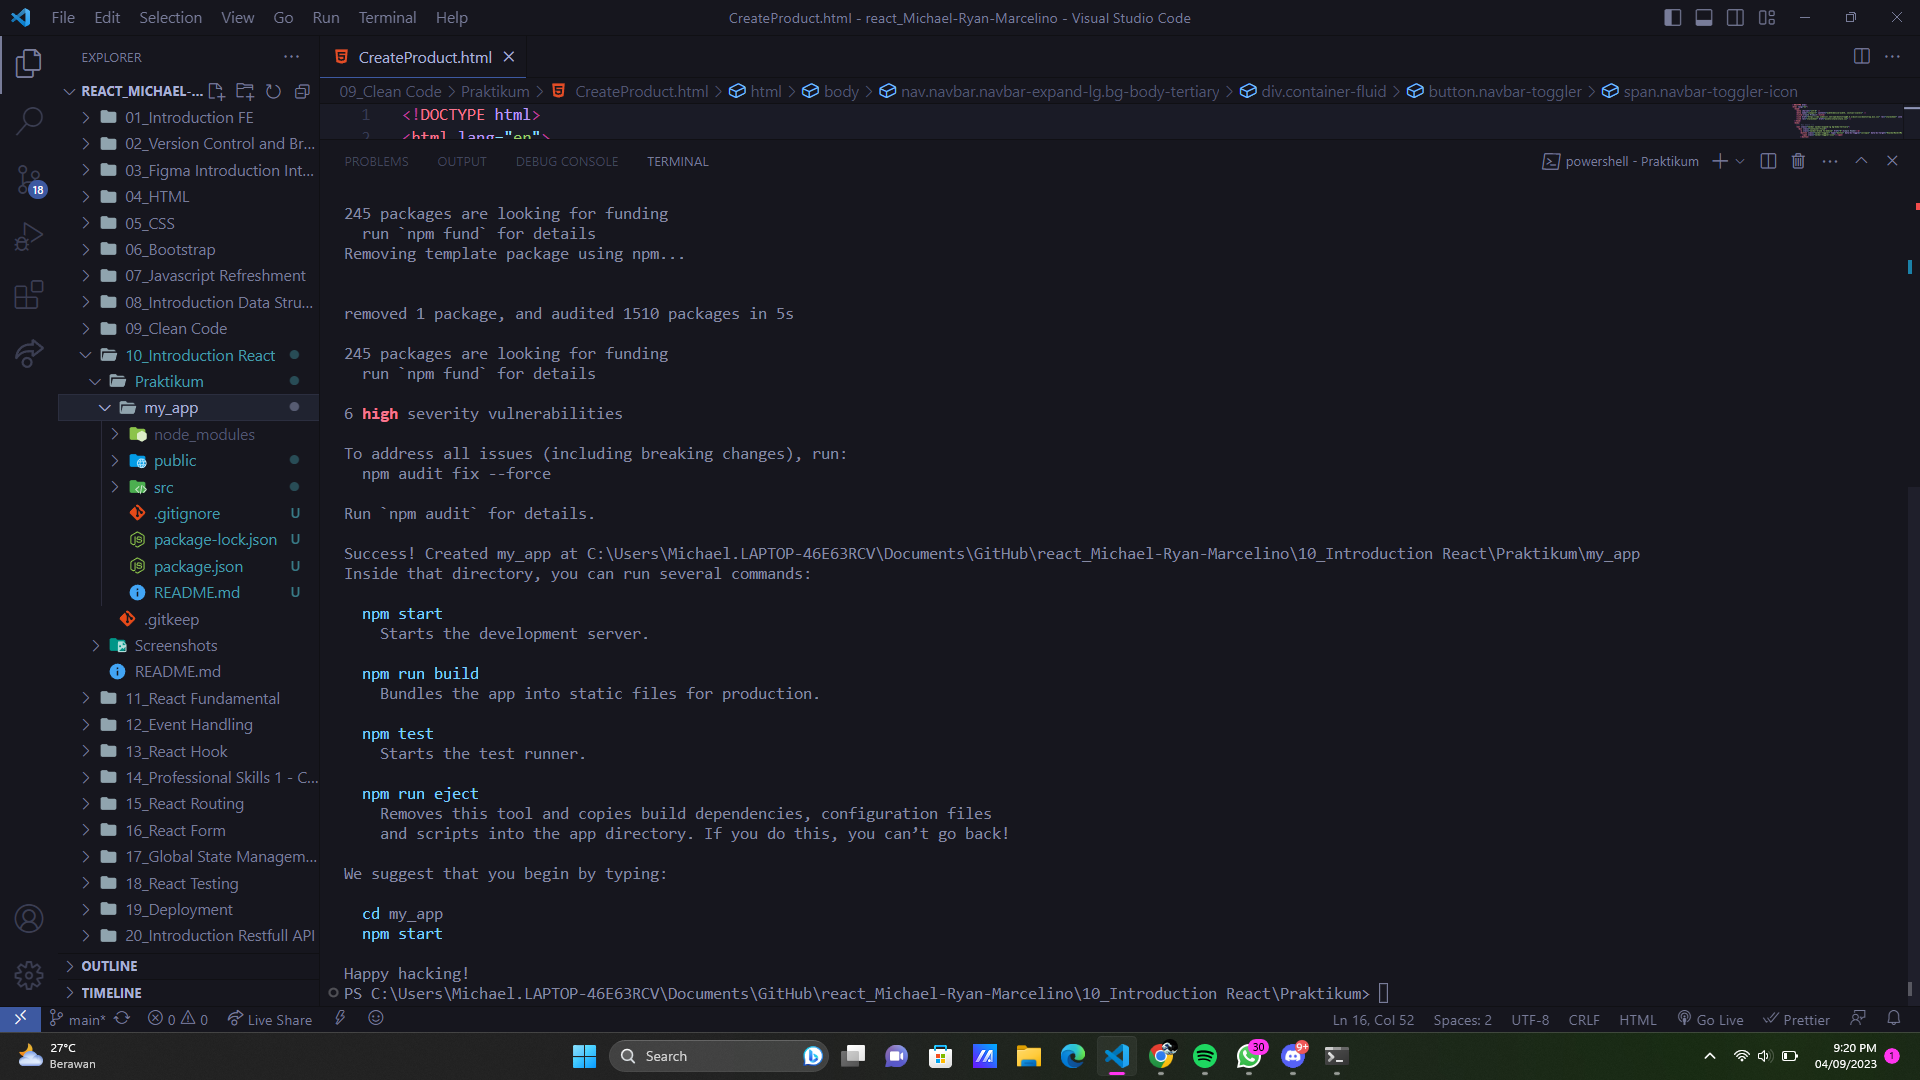 File Edit Selection View Go Run Terminal Help
CreateProduct.html - react_Michael-Ryan-Marcelino - Visual Studio Code
EXPLORER
CreateProduct.html
REACT_MICHAEL-...
09_Clean Code > Praktikum > CreateProduct.html > html > body > nav.navbar.navbar-expand-lg.bg-body-tertiary > div.container-fluid > button.navbar-toggler > span.navbar-toggler-icon
1 <!DOCTYPE html>
2 <html lang="en">
01_Introduction FE
02_Version Control and Br...
03_Figma Introduction Int...
04_HTML
05_CSS
06_Bootstrap
07_Javascript Refreshment
08_Introduction Data Stru...
09_Clean Code
10_Introduction React
Praktikum
my_app
node_modules
public
src
.gitignore U
package-lock.json U
package.json U
README.md U
.gitkeep
Screenshots
README.md
11_React Fundamental
12_Event Handling
13_React Hook
14_Professional Skills 1 - C...
15_React Routing
16_React Form
17_Global State Managem...
18_React Testing
19_Deployment
20_Introduction Restfull API
OUTLINE
TIMELINE
18
PROBLEMS OUTPUT DEBUG CONSOLE TERMINAL
powershell - Praktikum
245 packages are looking for funding
run `npm fund` for details
Removing template package using npm...
removed 1 package, and audited 1510 packages in 5s
245 packages are looking for funding
run `npm fund` for details
6 high severity vulnerabilities
To address all issues (including breaking changes), run:
npm audit fix --force
Run `npm audit` for details.
Success! Created my_app at C:\Users\Michael.LAPTOP-46E63RCV\Documents\GitHub\react_Michael-Ryan-Marcelino\10_Introduction React\Praktikum\my_app
Inside that directory, you can run several commands:
npm start
Starts the development server.
npm run build
Bundles the app into static files for production.
npm test
Starts the test runner.
npm run eject
Removes this tool and copies build dependencies, configuration files
and scripts into the app directory. If you do this, you can’t go back!
We suggest that you begin by typing:
cd my_app
npm start
Happy hacking!
PS C:\Users\Michael.LAPTOP-46E63RCV\Documents\GitHub\react_Michael-Ryan-Marcelino\10_Introduction React\Praktikum>
main* 0 0 Live Share
Ln 16, Col 52 Spaces: 2 UTF-8 CRLF HTML Go Live Prettier
27°C
Berawan
Search
30
9+
9:20 PM
04/09/2023
1